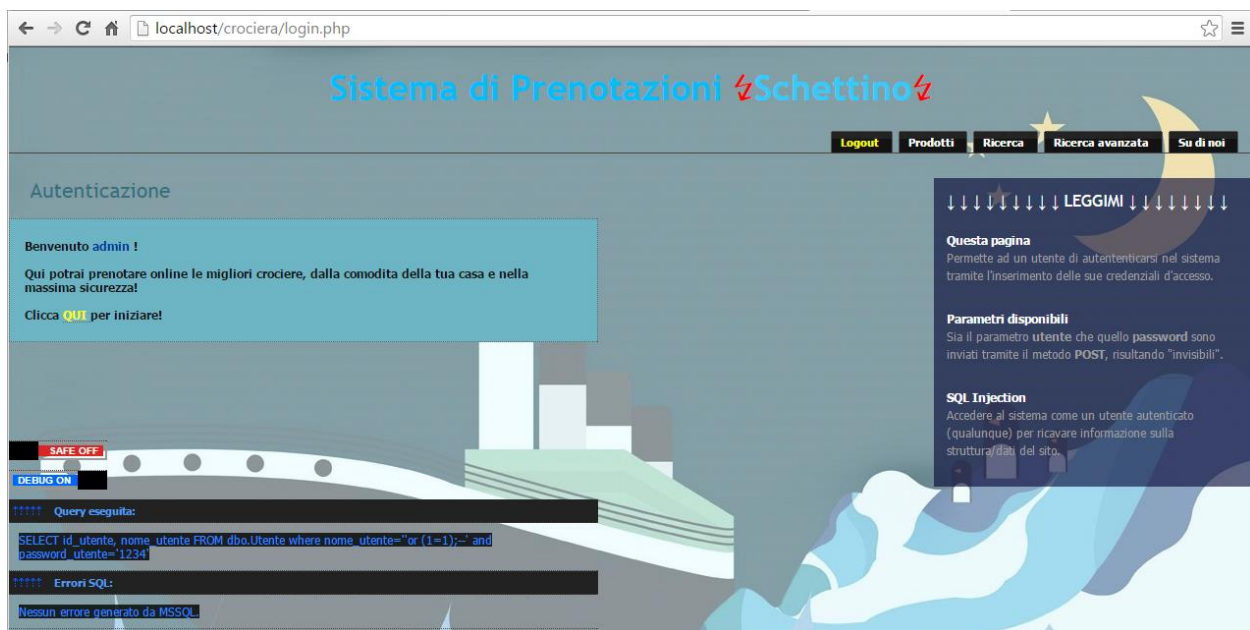 localhost/crociera/login.php
Sistema di Prenotazioni ϟSchettinoϟ
Logout Prodotti Ricerca Ricerca avanzata Su di noi
Autenticazione
Benvenuto admin !
Qui potrai prenotare online le migliori crociere, dalla comodita della tua casa e nella
massima sicurezza!
Clicca QUI per iniziare!
↓↓↓↓↓↓↓↓↓ LEGGIMI ↓↓↓↓↓↓↓↓
Questa pagina
Permette ad un utente di autententicarsi nel sistema
tramite l'inserimento delle sue credenziali d'accesso.
Parametri disponibili
Sia il parametro utente che quello password sono
inviati tramite il metodo POST, risultando "invisibili".
SQL Injection
Accedere al sistema come un utente autenticato
(qualunque) per ricavare informazione sulla
struttura/dati del sito.
SAFE OFF
DEBUG ON
↑↑↑↑↑ Query eseguita:
SELECT id_utente, nome_utente FROM dbo.Utente where nome_utente=''or (1=1);--' and
password_utente='1234'
↑↑↑↑↑ Errori SQL:
Nessun errore generato da MSSQL.